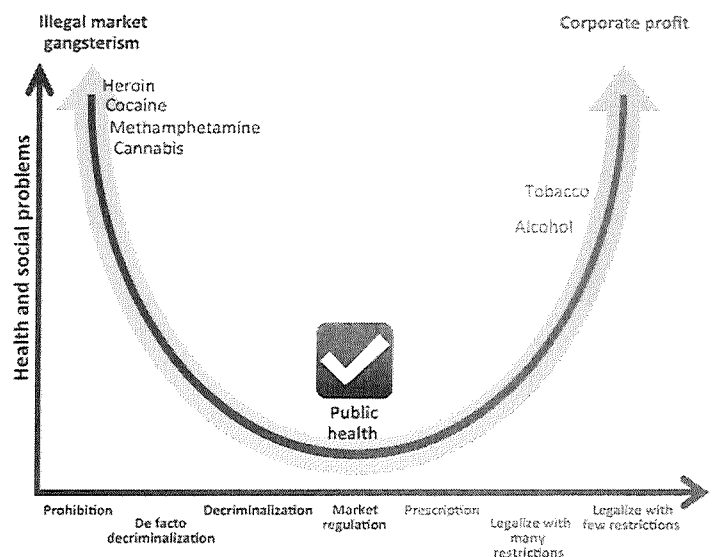 Illegal market
gangsterism
Corporate profit
Heroin
Cocaine
Methamphetamine
Cannabis
Tobacco
Alcohol
Health and social problems
Public
health
Prohibition
De facto
decriminalization
Decriminalization
Market
regulation
Prescription
Legalize with
many
restrictions
Legalize with
few restrictions